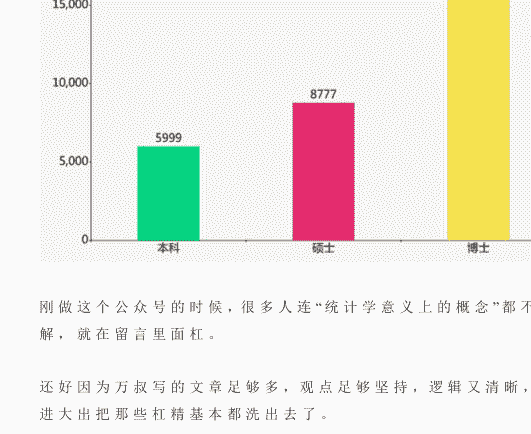 15,000
10,000
8777
5999
5,000
0
本科 硕士 博士
刚做这个公众号的时候，很多人连“统计学意义上的概念”都不
解，就在留言里面杠。
还好因为万叔写的文章足够多，观点足够坚持，逻辑又清晰，
进大出把那些杠精基本都洗出去了。